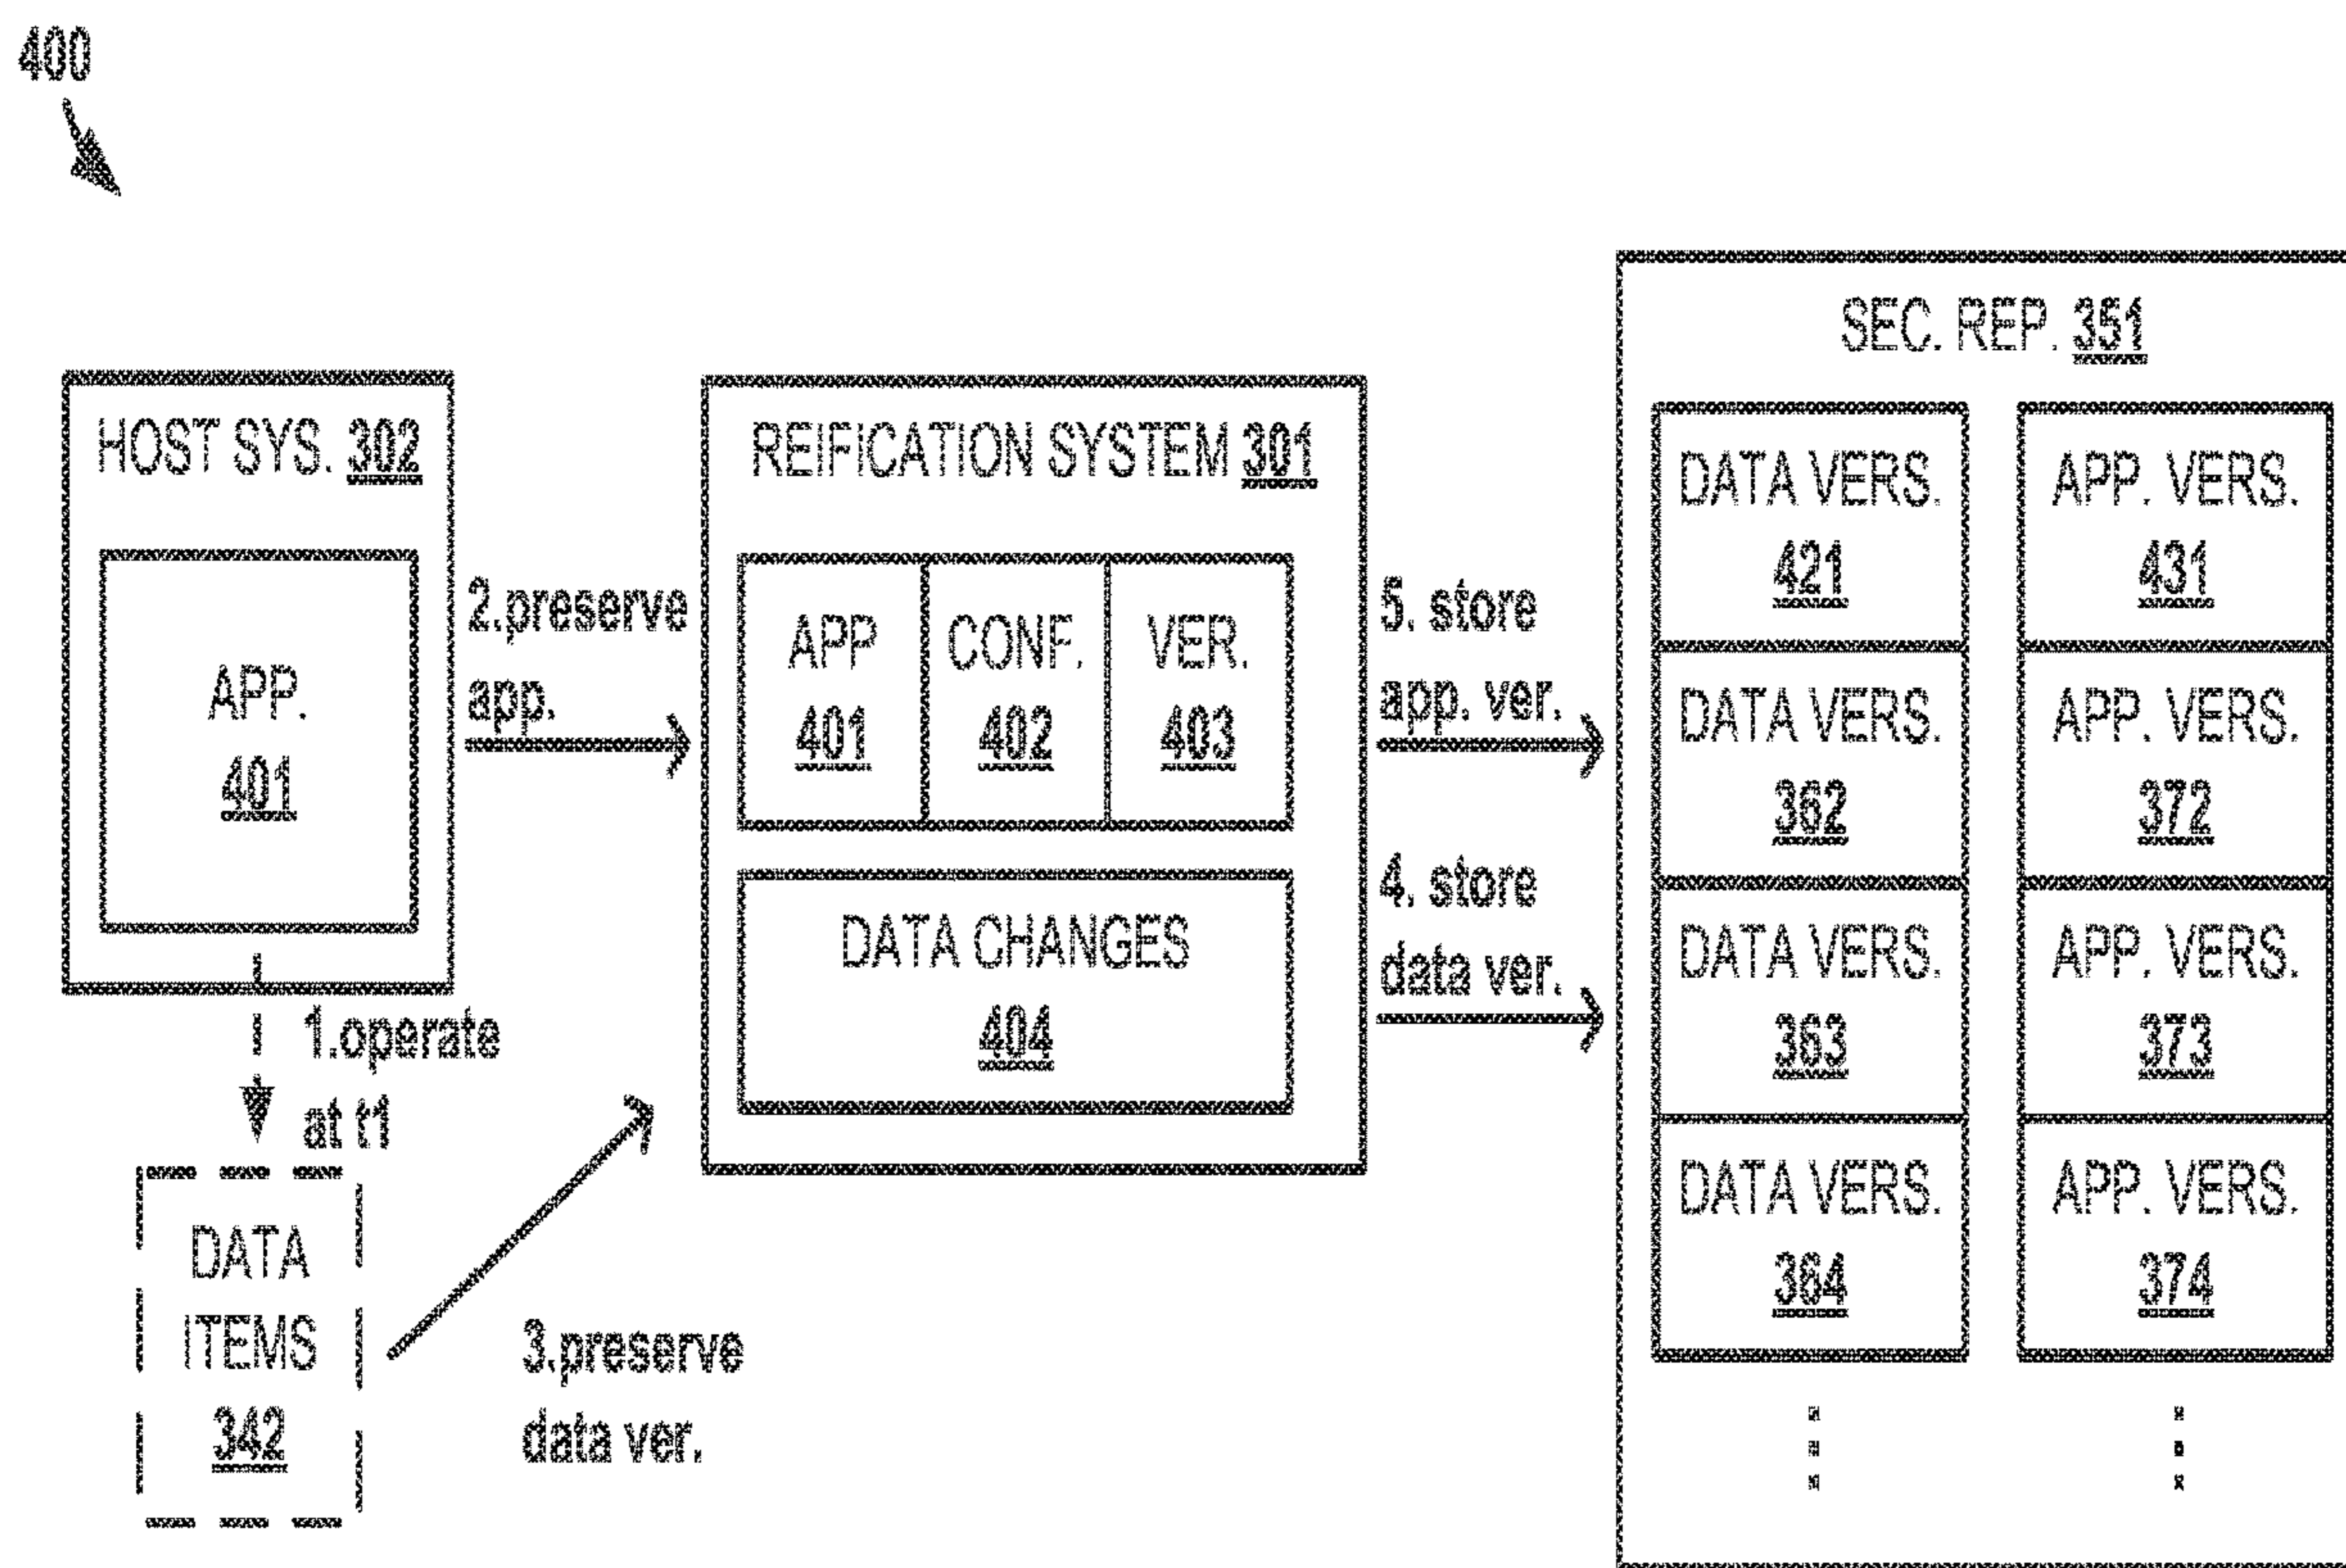 400
HOST SYS. 302
APP.
401
1.operate
at t1
DATA
ITEMS
342
2.preserve
app.
3.preserve
data ver.
REIFICATION SYSTEM 301
APP
401
CONF.
402
VER.
403
DATA CHANGES
404
5. store
app. ver.
4. store
data ver.
SEC. REP. 351
DATA VERS.
421
APP. VERS.
431
DATA VERS.
362
APP. VERS.
372
DATA VERS.
363
APP. VERS.
373
DATA VERS.
364
APP. VERS.
374